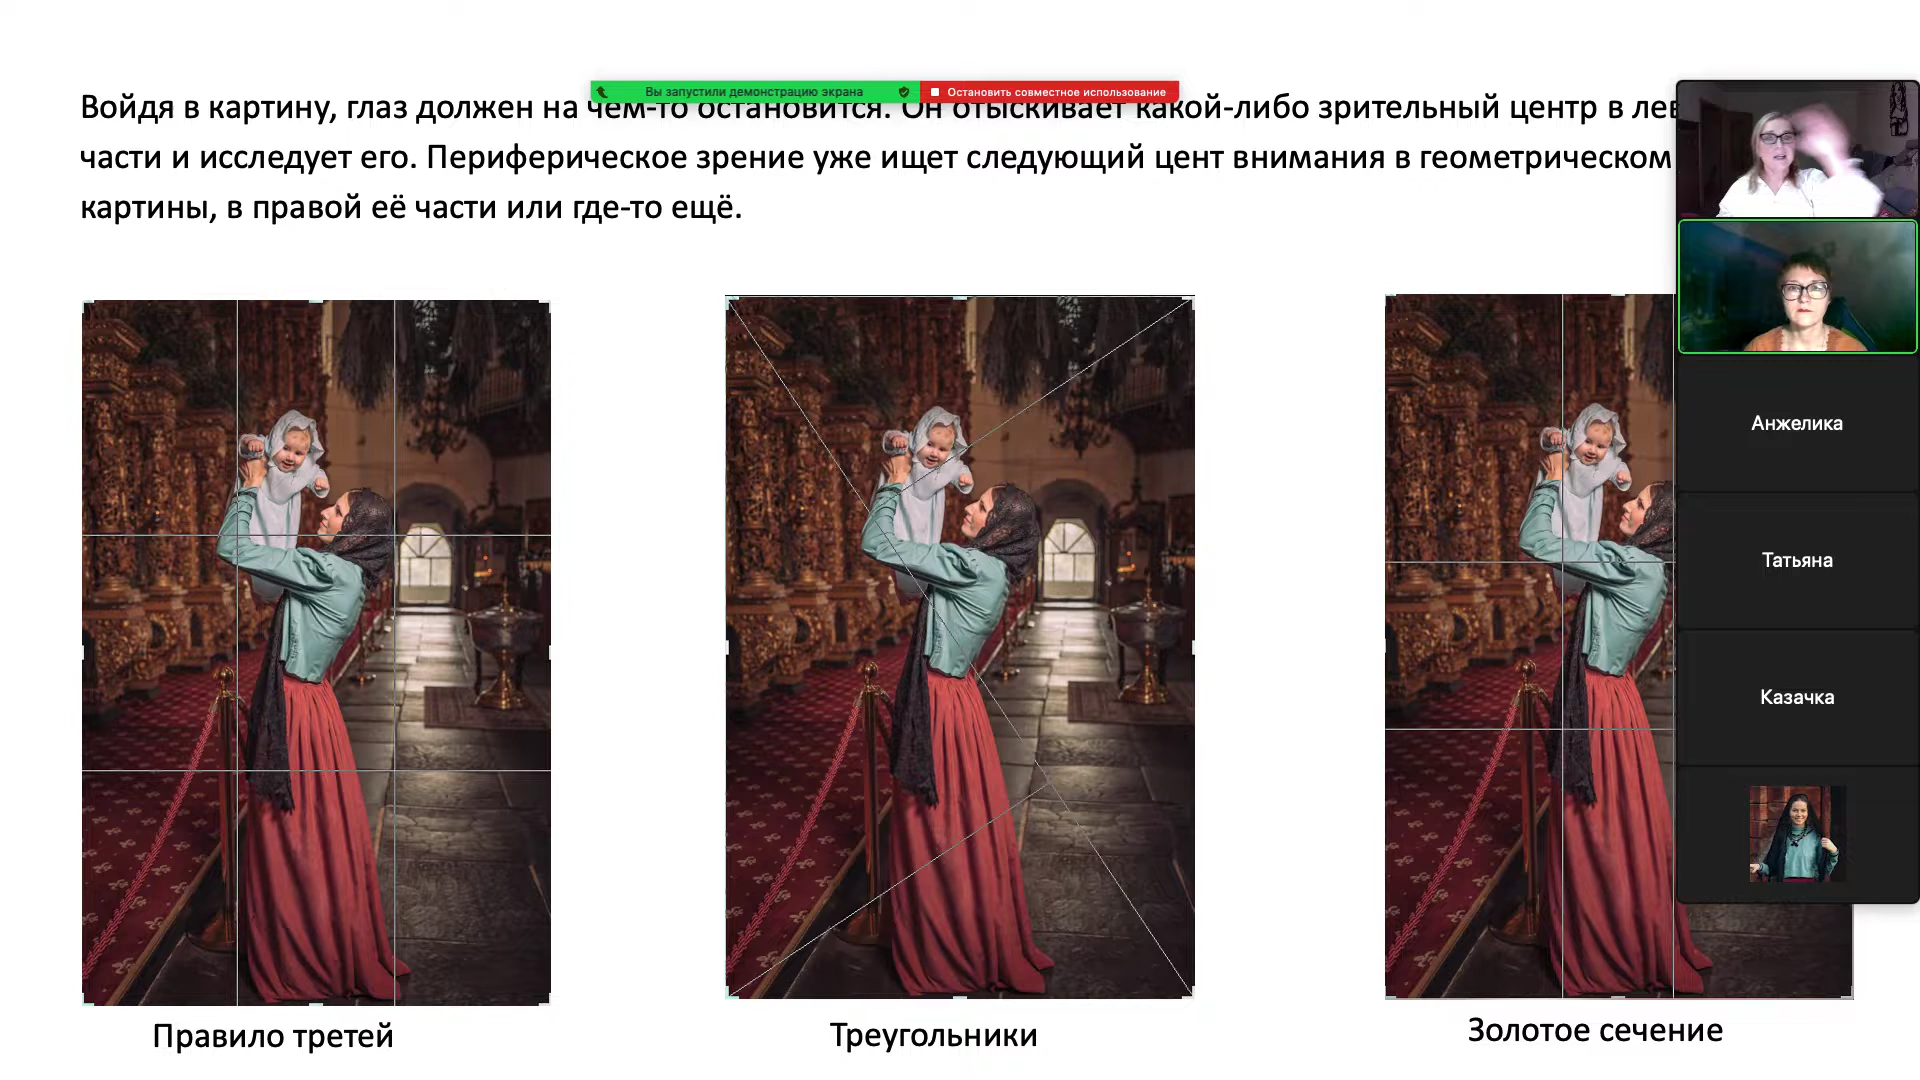 Вы запустили демонстрацию экрана
Остановить совместное использование
Войдя в картину, глаз должен на чем-то остановится. Он отыскивает какой-либо зрительный центр в
части и исследует его. Периферическое зрение уже ищет следующий цент внимания в геометрическом
картины, в правой её части или где-то ещё.
Анжелика
Татьяна
Казачка
Правило третей
Треугольники
Золотое сечение